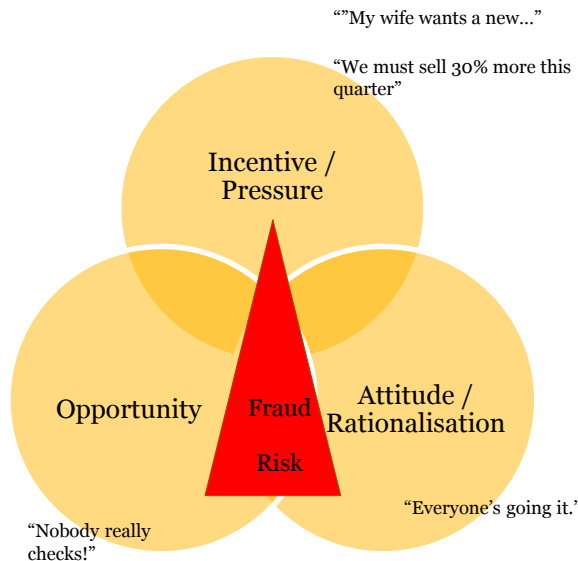 “”My wife wants a new...”
“We must sell 30% more this
quarter”
Incentive /
Pressure
Opportunity
Fraud
Risk
Attitude /
Rationalisation
“Everyone’s going it.’
“Nobody really
checks!”